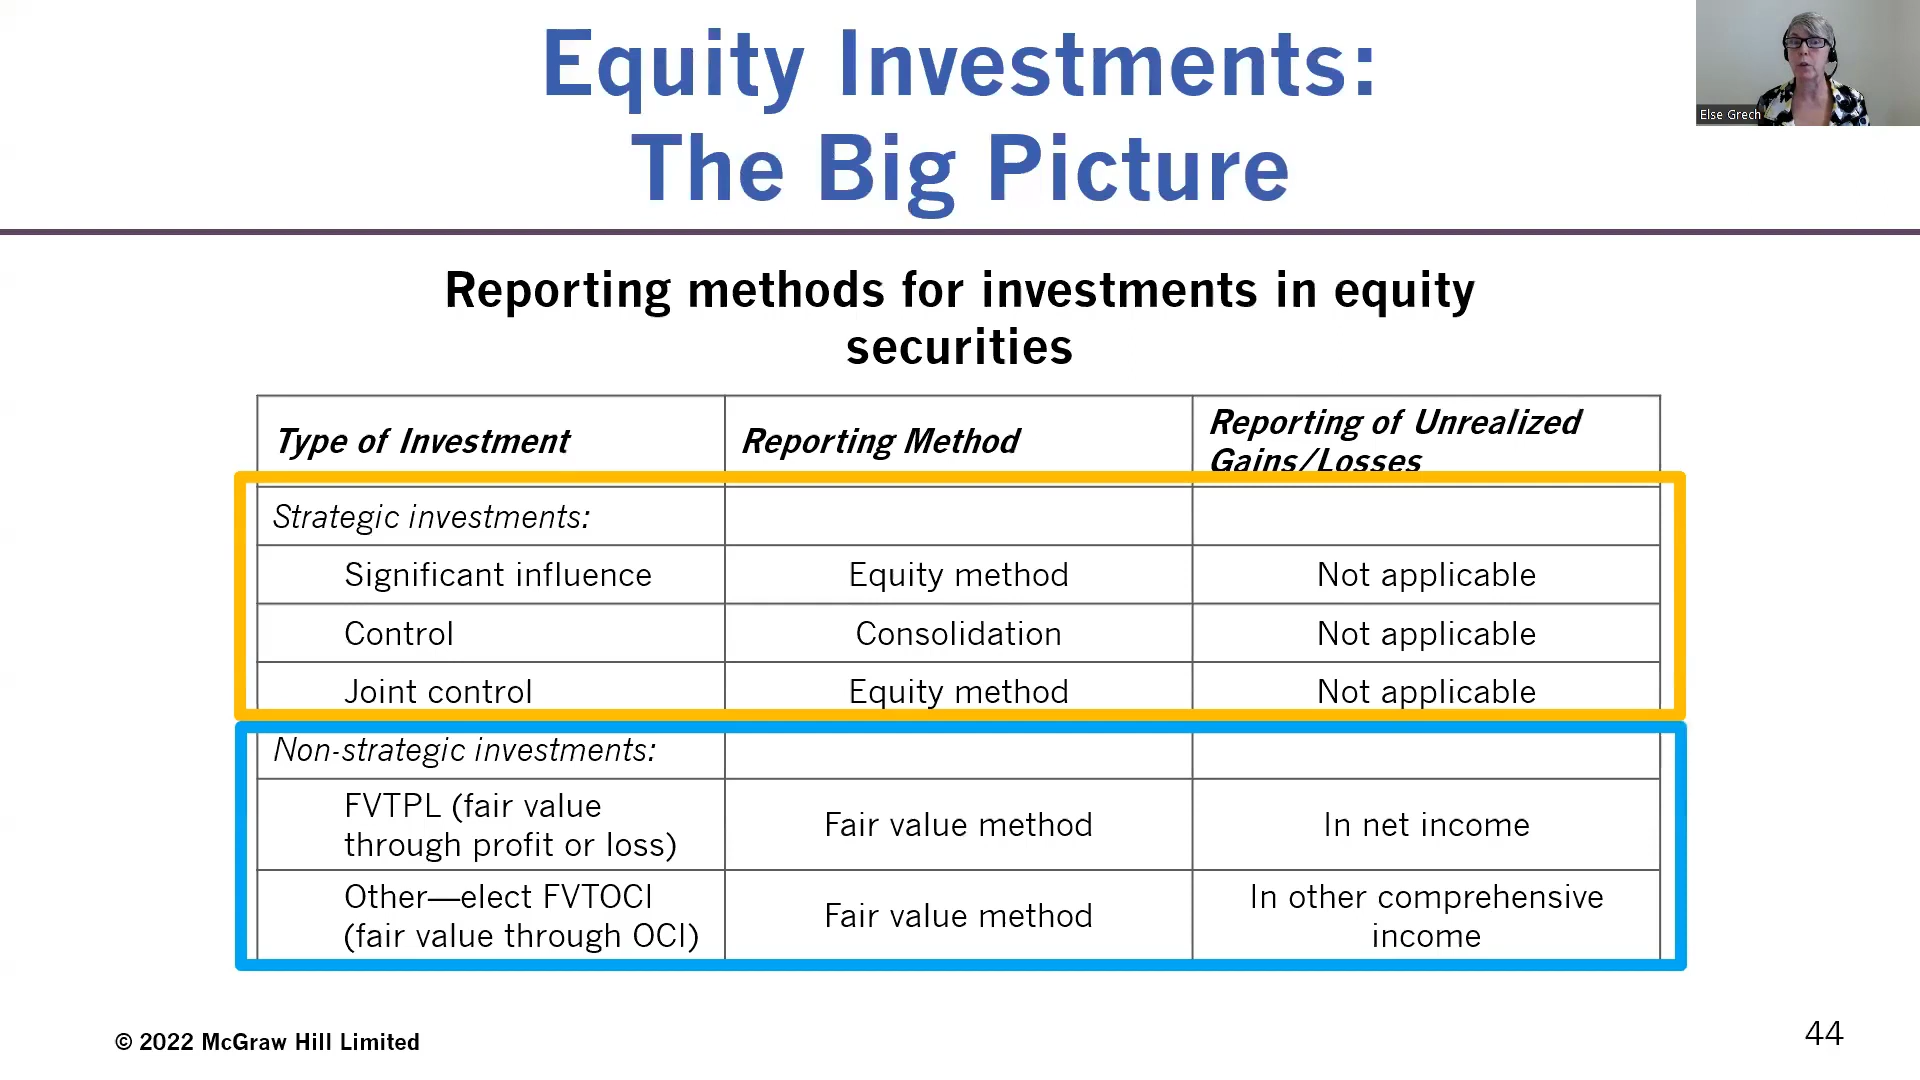 Equity Investments:
The Big Picture
Else Grech
Reporting methods for investments in equity
securities
Type of Investment
Reporting Method
Reporting of Unrealized
Gains/Losses
Strategic investments:
Significant influence
Equity method
Not applicable
Control
Consolidation
Not applicable
Joint control
Equity method
Not applicable
Non-strategic investments:
FVTPL (fair value
through profit or loss)
Fair value method
In net income
Other—elect FVTOCI
(fair value through OCI)
Fair value method
In other comprehensive
income
© 2022 McGraw Hill Limited
44